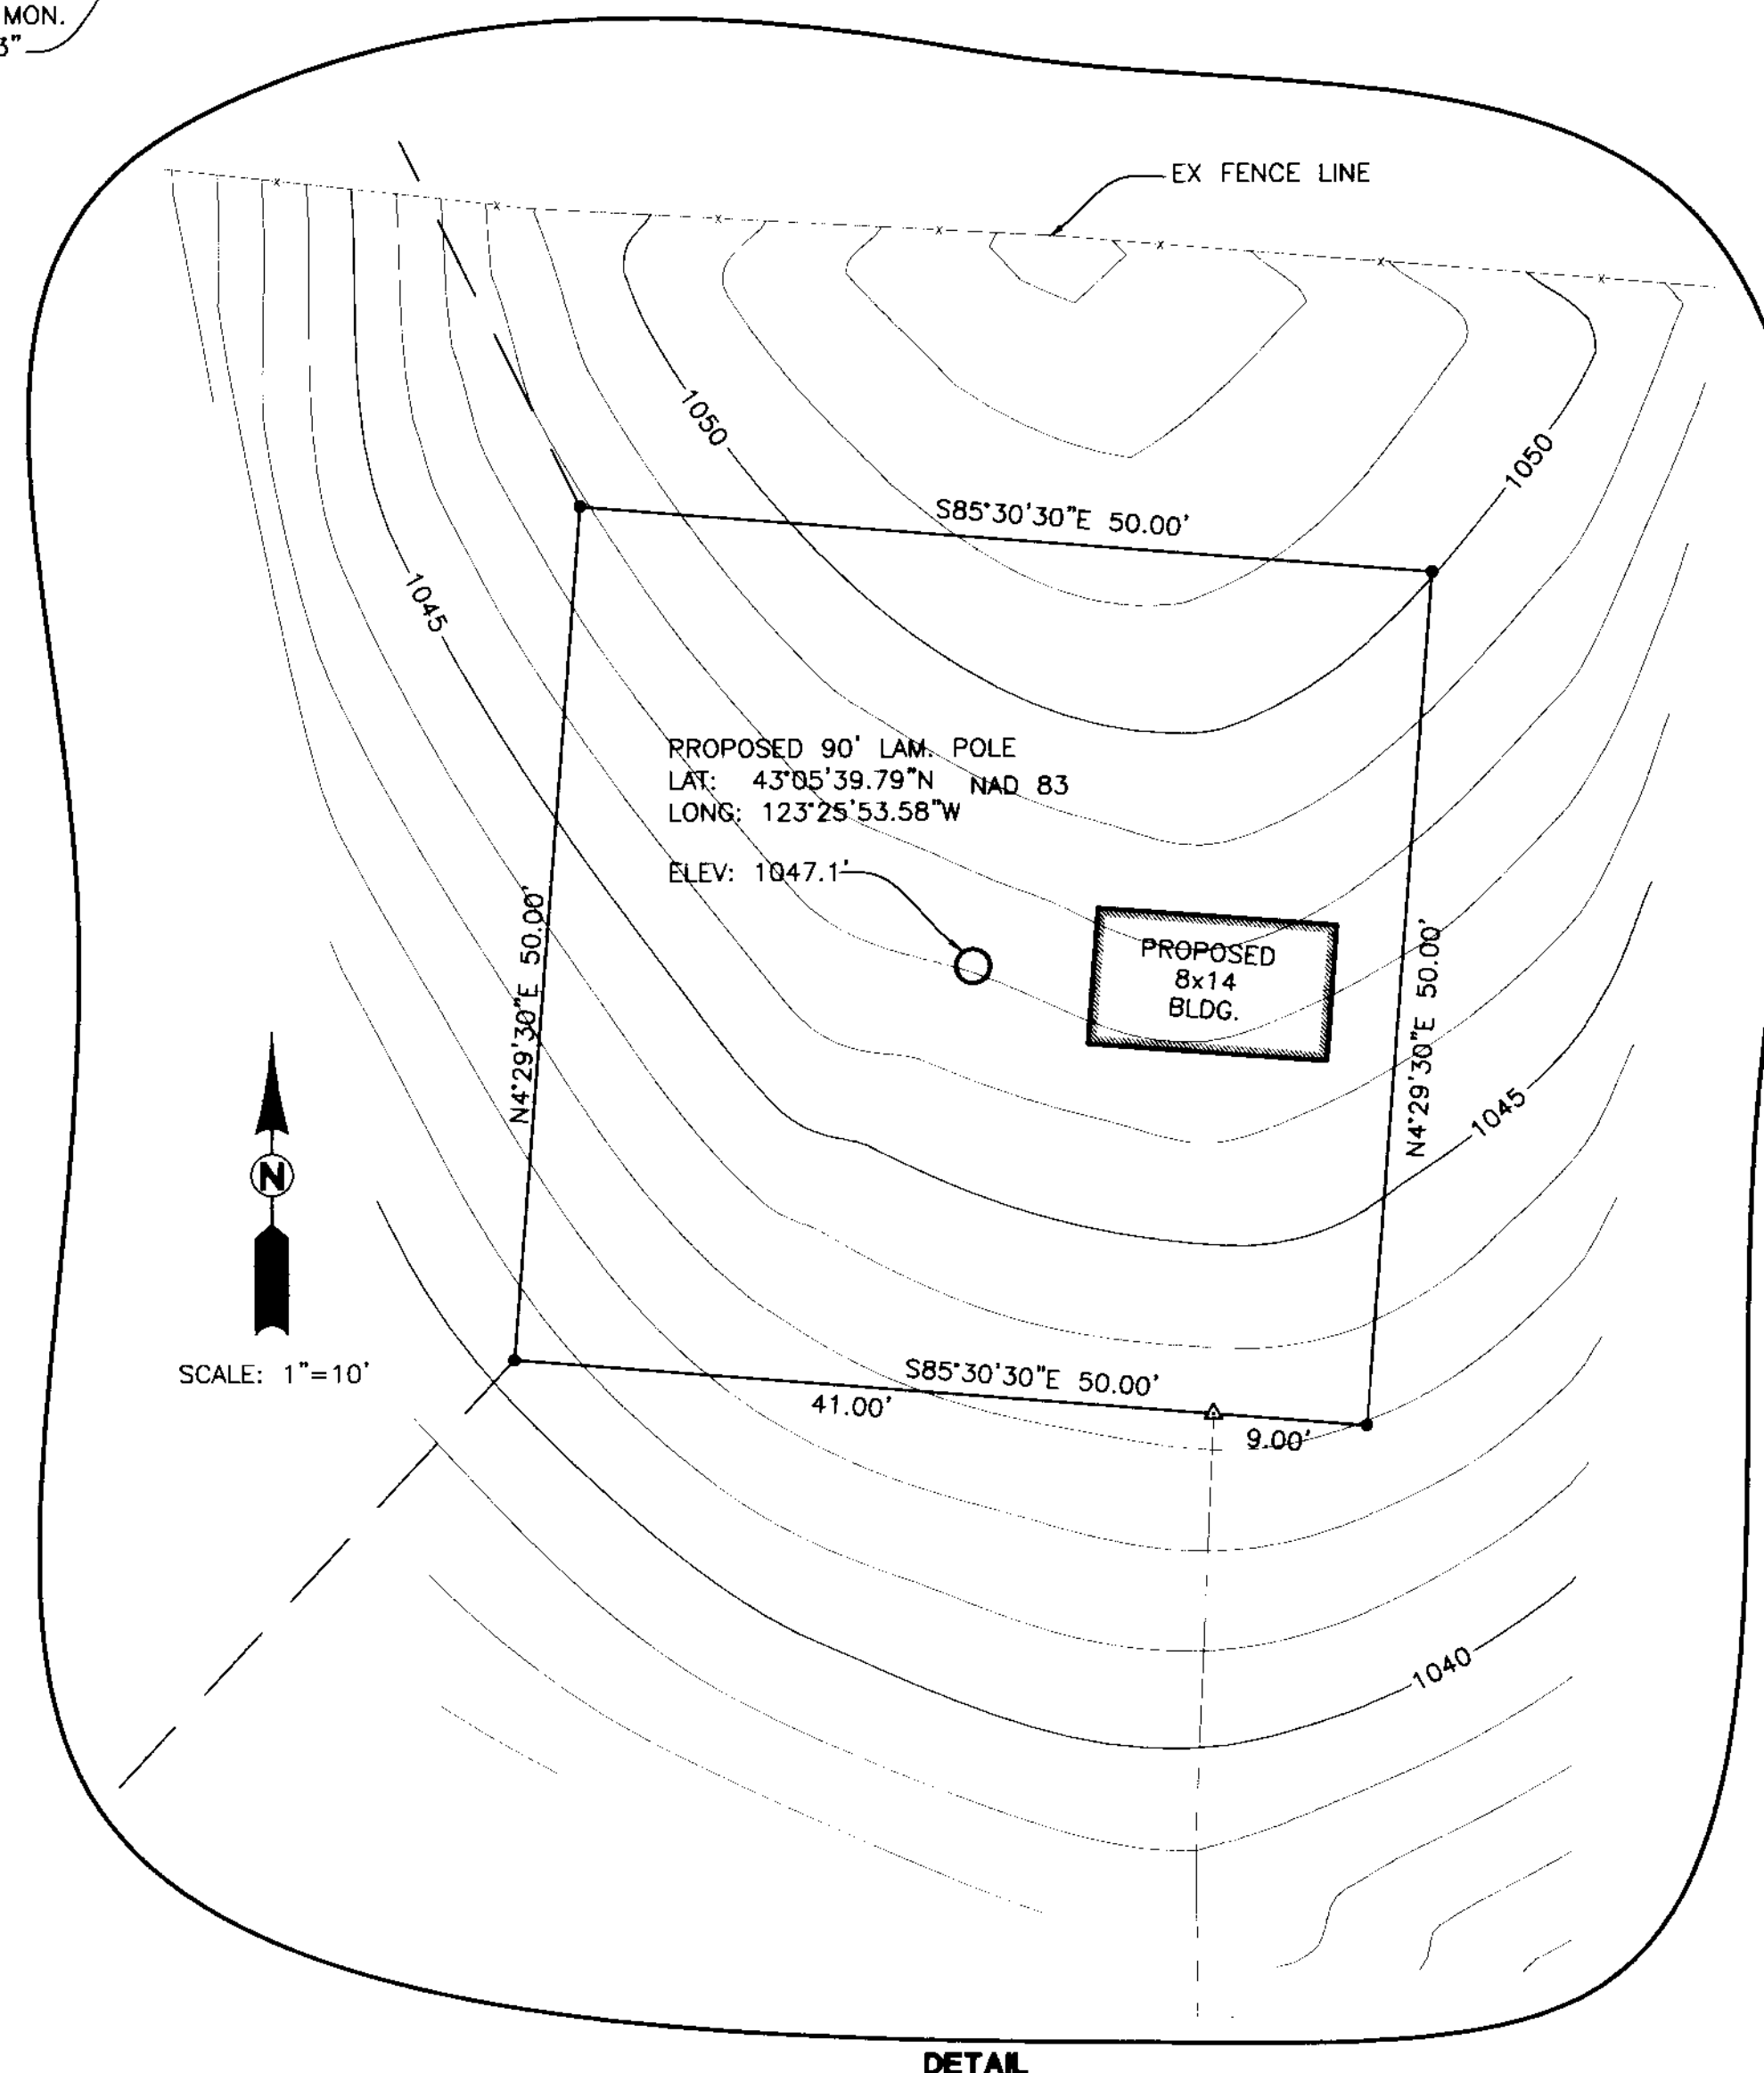 MON.
3"
EX FENCE LINE
1050
1050
S85°30'30"E 50.00'
1045
PROPOSED 90' LAM. POLE
LAT: 43°05'39.79"N NAD 83
LONG: 123°25'53.58"W
ELEV: 1047.1'
N4°29'30"E 50.00'
PROPOSED
8x14
BLDG.
N4°29'30"E 50.00'
1045
N
SCALE: 1"=10'
S85°30'30"E 50.00'
41.00'
9.00'
1040
DETAIL